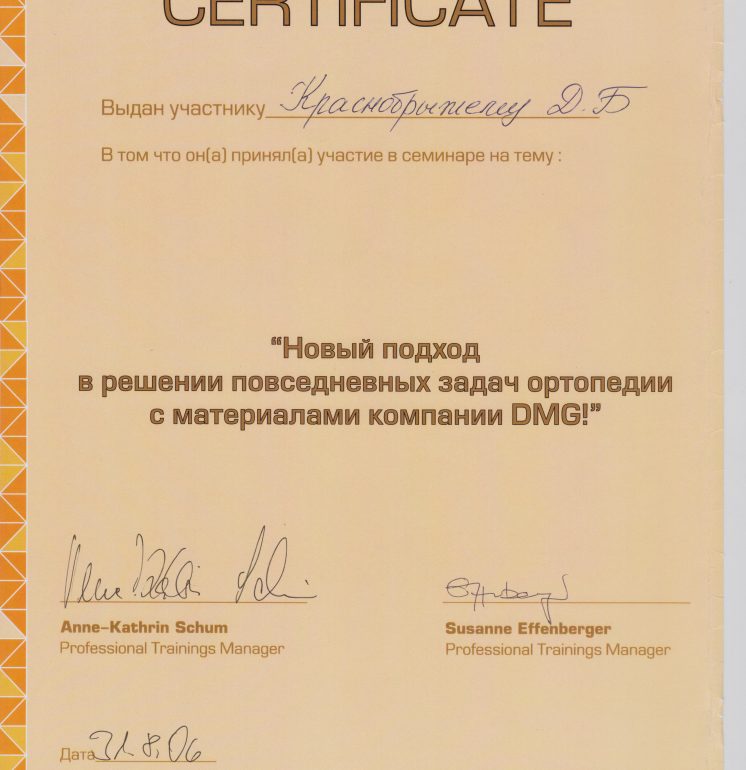 CERTIFICATE
Выдан участнику Краснобрыжему Д.Б
В том что он(а) принял(а) участие в семинаре на тему :
“Новый подход
в решении повседневных задач ортопедии
с материалами компании DMG!”
Anne-Kathrin Schum Susanne Effenberger
Professional Trainings Manager Professional Trainings Manager
Дата 31.8.06